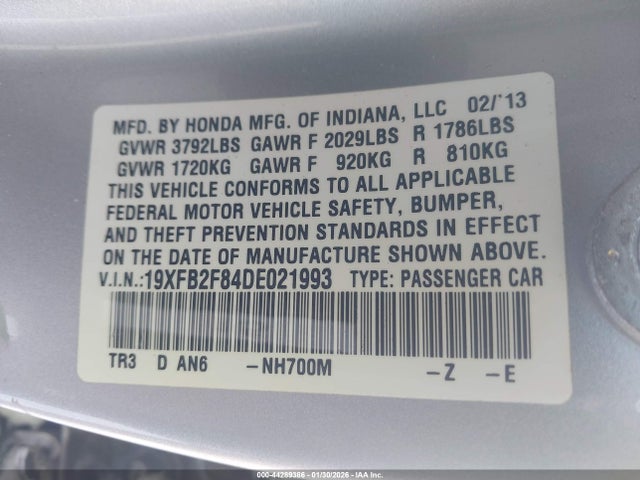 MFD. BY HONDA MFG. OF INDIANA, LLC 02/'13
GVWR 3792LBS GAWR F 2029LBS R 1786LBS
GVWR 1720KG GAWR F 920KG R 810KG
THIS VEHICLE CONFORMS TO ALL APPLICABLE
FEDERAL MOTOR VEHICLE SAFETY, BUMPER,
AND THEFT PREVENTION STANDARDS IN EFFECT
ON THE DATE OF MANUFACTURE SHOWN ABOVE.
V.I.N.:19XFB2F84DE021993 TYPE: PASSENGER CAR
TR3 D AN6 -NH700M -Z -E
000-44289386 - 01/30/2026 - IAA Inc.